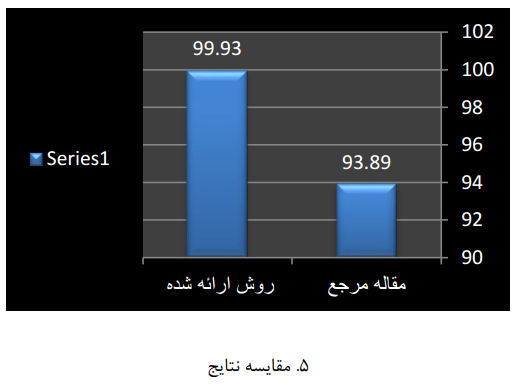 102
100
98
96
94
92
90
99.93
93.89
Series1
مقاله مرجع
روش ارائه شده
۵. مقایسه نتایج